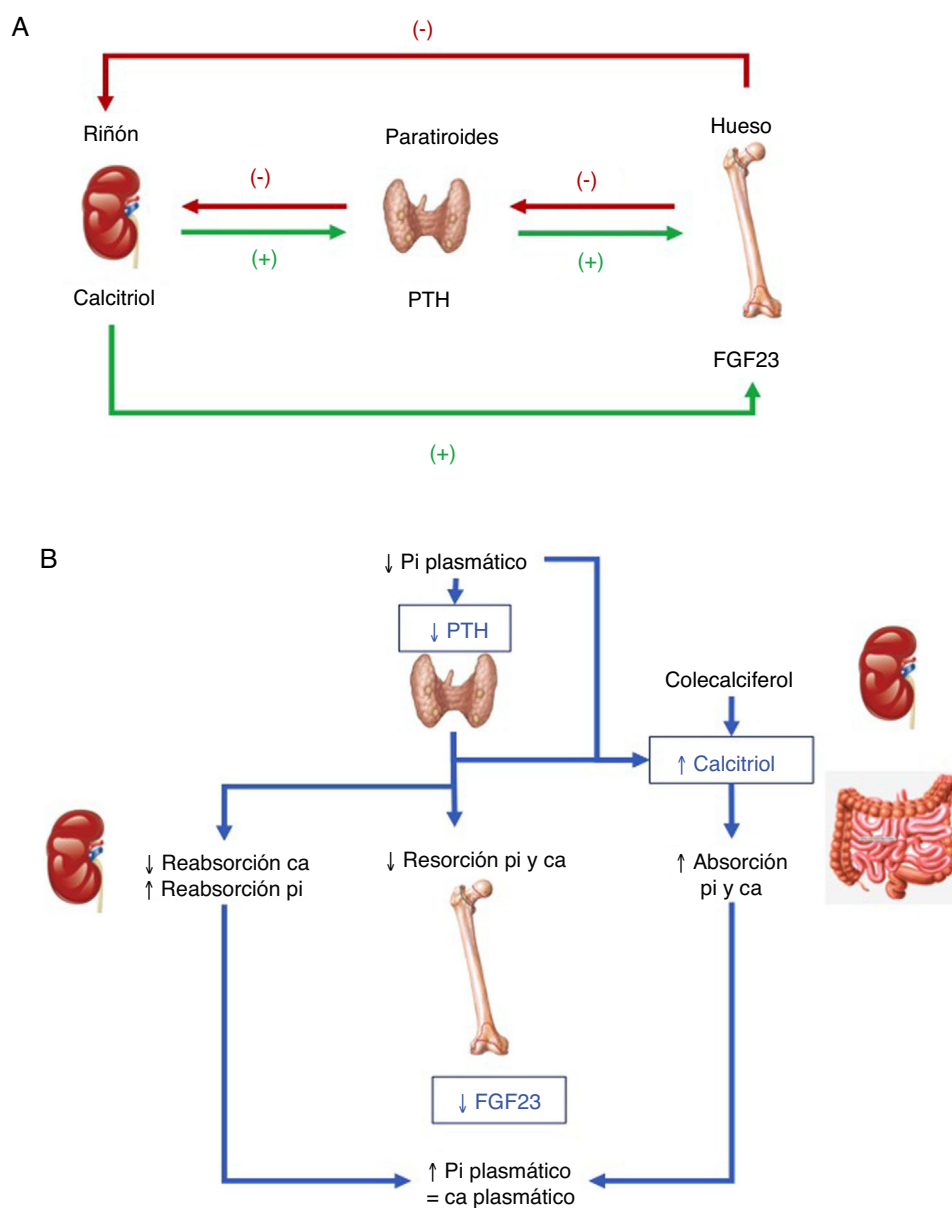 A
(-)
Riñón
Paratiroides
Hueso
(-)
(-)
(+)
(+)
Calcitriol
PTH
FGF23
(+)
B
↓ Pi plasmático
↓ PTH
Colecalciferol
↑ Calcitriol
↓ Reabsorción ca
↑ Reabsorción pi
↓ Resorción pi y ca
↑ Absorción
pi y ca
↓ FGF23
↑ Pi plasmático
= ca plasmático